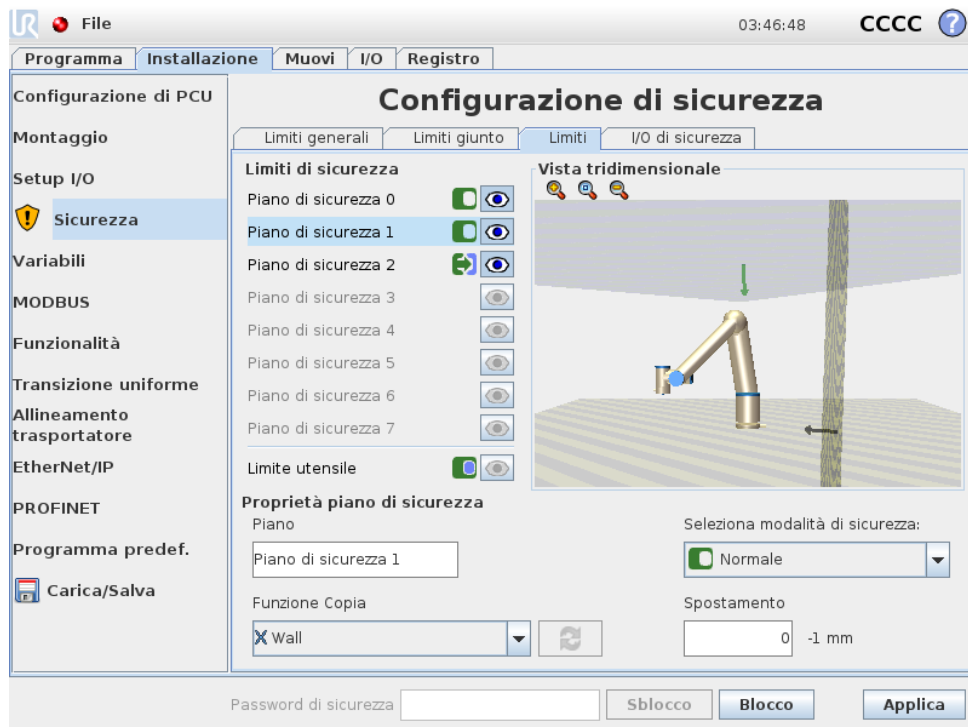 UR File 03:46:48 CCCC ?
Programma Installazione Muovi I/O Registro
Configurazione di PCU
Montaggio
Setup I/O
Sicurezza
Variabili
MODBUS
Funzionalità
Transizione uniforme
Allineamento
trasportatore
EtherNet/IP
PROFINET
Programma predef.
Carica/Salva
Configurazione di sicurezza
Limiti generali Limiti giunto Limiti I/O di sicurezza
Limiti di sicurezza
Piano di sicurezza 0
Piano di sicurezza 1
Piano di sicurezza 2
Piano di sicurezza 3
Piano di sicurezza 4
Piano di sicurezza 5
Piano di sicurezza 6
Piano di sicurezza 7
Limite utensile
Vista tridimensionale
Proprietà piano di sicurezza
Piano
Piano di sicurezza 1
Seleziona modalità di sicurezza:
Normale
Funzione Copia
Wall
Spostamento
0 -1 mm
Password di sicurezza Sblocco Blocco Applica